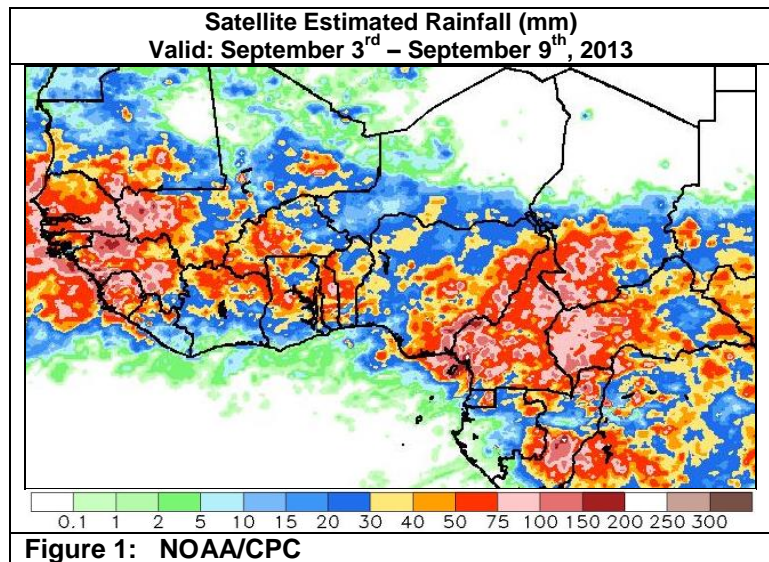 Satellite Estimated Rainfall (mm)
Valid: September 3rd – September 9th, 2013
0.1 1 2 5 10 15 20 30 40 50 75 100 150 200 250 300
Figure 1: NOAA/CPC